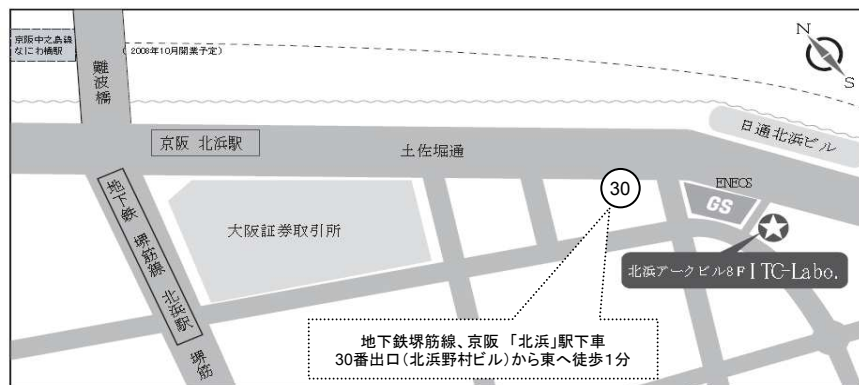 京阪中之島線
なにわ橋駅
( 2008年10月開業予定)
N
S
難波橋
日通北浜ビル
京阪 北浜駅
土佐堀通
30
ENEOS
GS
地下鉄 堺筋線 北浜駅
大阪証券取引所
北浜アークビル8F ITC-Labo.
堺筋
地下鉄堺筋線、京阪 「北浜」駅下車
30番出口(北浜野村ビル)から東へ徒歩1分